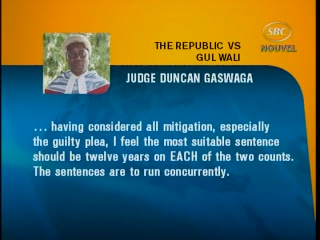 THE REPUBLIC VS
GUL WALI
SBC
NOUVEL
JUDGE DUNCAN GASWAGA
... having considered all mitigation, especially
the guilty plea, I feel the most suitable sentence
should be twelve years on EACH of the two counts.
The sentences are to run concurrently.